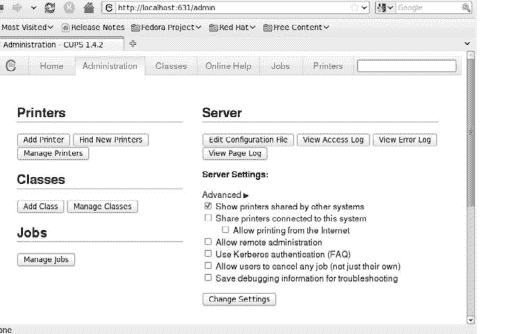 http://localhost:631/admin
Google
Most Visited
Release Notes
Fedora Project
Red Hat
Free Content
Administration - CUPS 1.4.2
Home
Administration
Classes
Online Help
Jobs
Printers
Printers
Add Printer
Find New Printers
Manage Printers
Classes
Add Class
Manage Classes
Jobs
Manage Jobs
Server
Edit Configuration File
View Access Log
View Error Log
View Page Log
Server Settings:
Advanced ▶
Show printers shared by other systems
Share printers connected to this system
Allow printing from the Internet
Allow remote administration
Use Kerberos authentication (FAQ)
Allow users to cancel any job (not just their own)
Save debugging information for troubleshooting
Change Settings